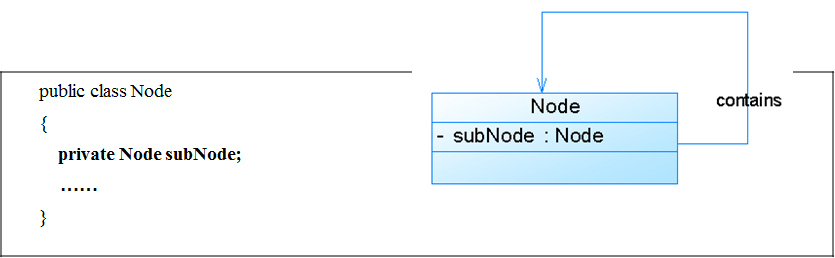 public class Node
{
private Node subNode;
……
}
Node
- subNode : Node
contains